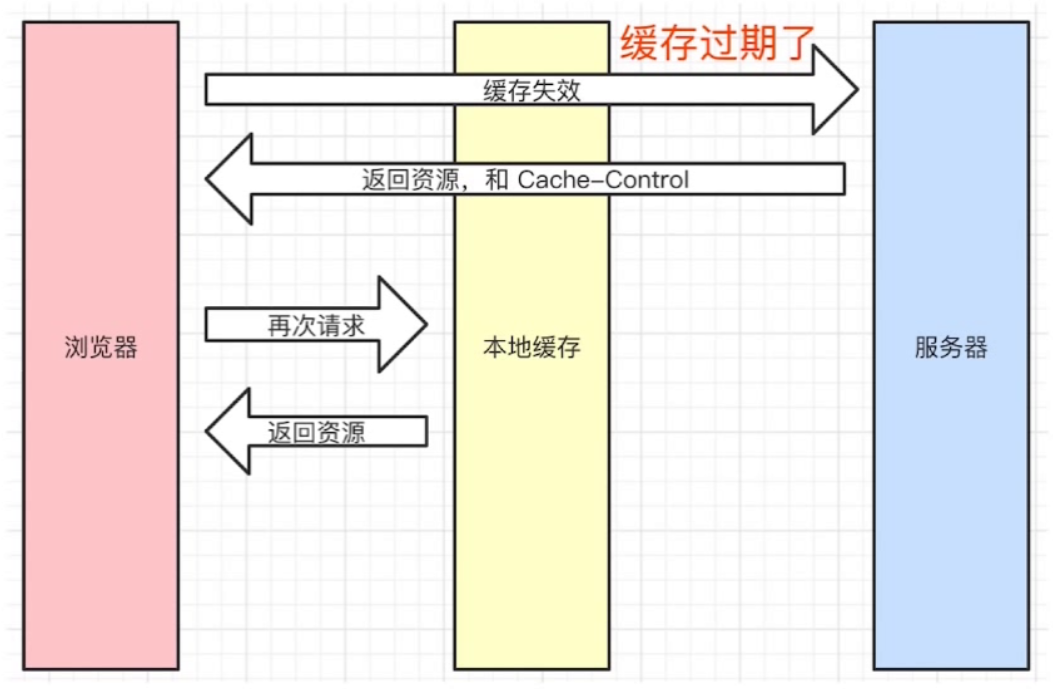 缓存过期了
缓存失效
返回资源，和 Cache-Control
再次请求
浏览器
本地缓存
服务器
返回资源